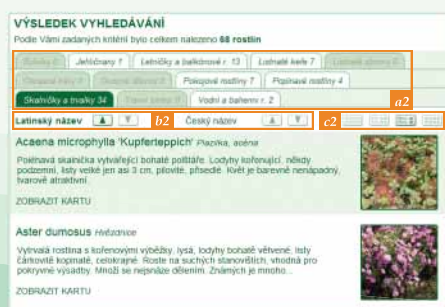 VÝSLEDEK VYHLEDÁVÁNÍ
Podle Vámi zadaných kritérií bylo celkem nalezeno 68 rostlin
Jehličnany 1 Letničky a balkónové r. 13 Listnaté keře 7
Pokojové rostliny 7 Popínavé rostliny 4
a2
Skalničky a trvalky 34 Vodní a bahenní r. 2
Latinský název b2 Český název c2
Acaena microphylla 'Kupferteppich' Plazilka, acéna
Polehnavá skalnička vytvářející bohaté polštáře. Lodyhy kořenující, někdy
podzemní, listy velké jen asi 3 cm, pilovité, přisedlé. Květ je barevně nenápadný,
tvarově atraktivní.
ZOBRAZIT KARTU
Aster dumosus Hvězdnice
Vytrvalá rostlina s kořenovými výběžky, lysá, lodyhy bohatě větvené, listy
čárkovitě kopinaté, celokrajné. Roste na suchých stanovištích, vhodná pro
pokryvné výsadby. Množí se nejsnáze dělením. Známých je mnoho...
ZOBRAZIT KARTU